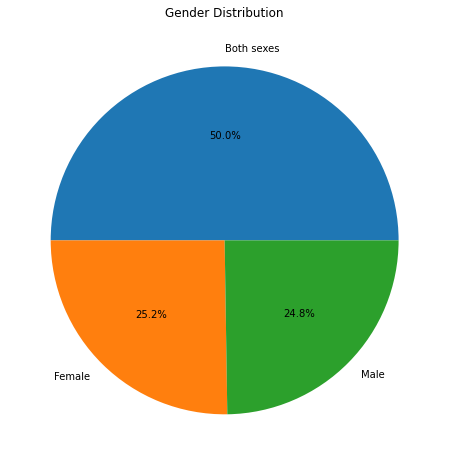 Gender Distribution
Both sexes
50.0%
25.2%
24.8%
Female
Male